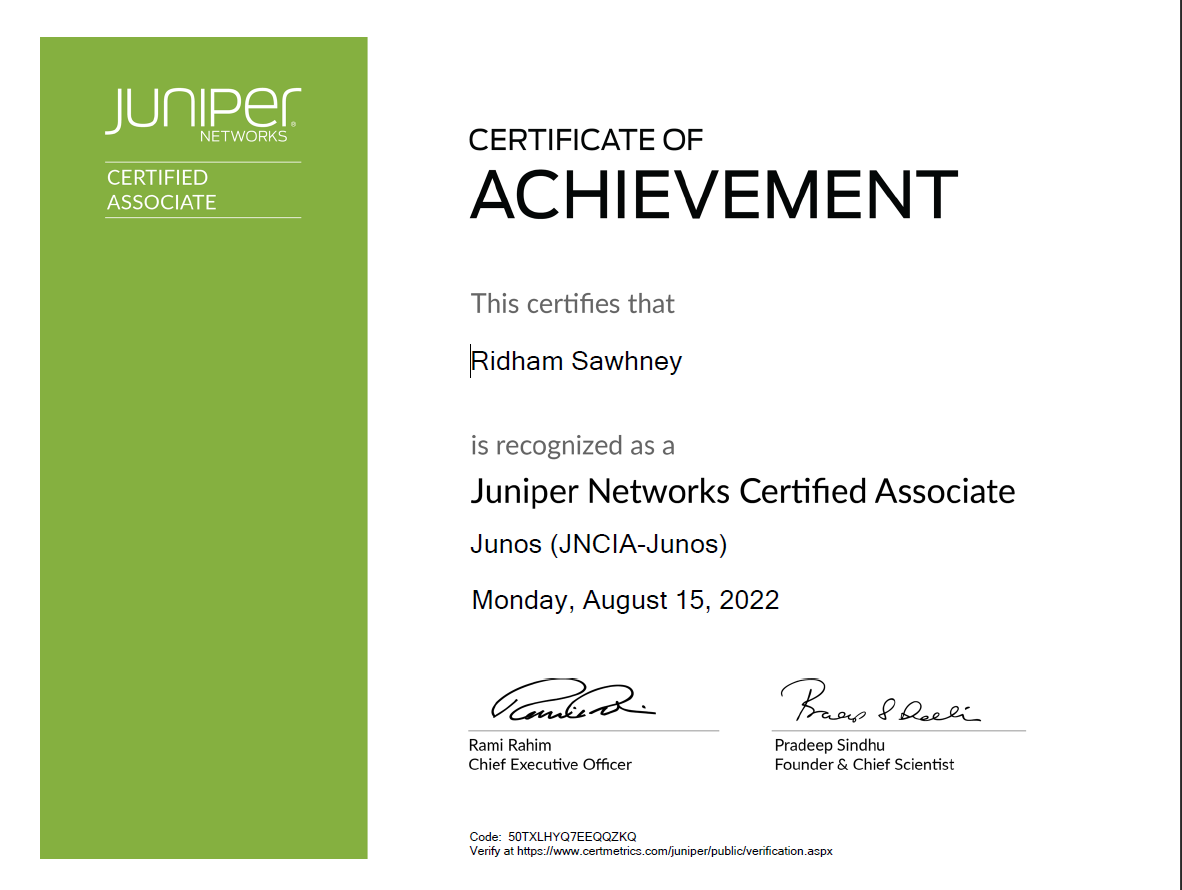 JUNIPER
NETWORKS
CERTIFIED
ASSOCIATE
CERTIFICATE OF
ACHIEVEMENT
This certifies that
Ridham Sawhney
is recognized as a
Juniper Networks Certified Associate
Junos (JNCIA-Junos)
Monday, August 15, 2022
Rami Rahim
Chief Executive Officer
Pradeep Sindhu
Founder & Chief Scientist
Code: 50TXLHYQ7EEQQZKQ
Verify at https://www.certmetrics.com/juniper/public/verification.aspx